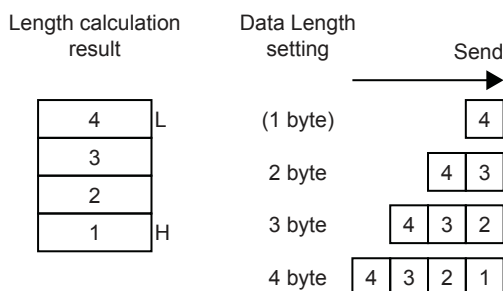 Length calculation
result
Data Length
setting
Send
4 L
3
2
1 H
(1 byte) 4
2 byte 4 3
3 byte 4 3 2
4 byte 4 3 2 1